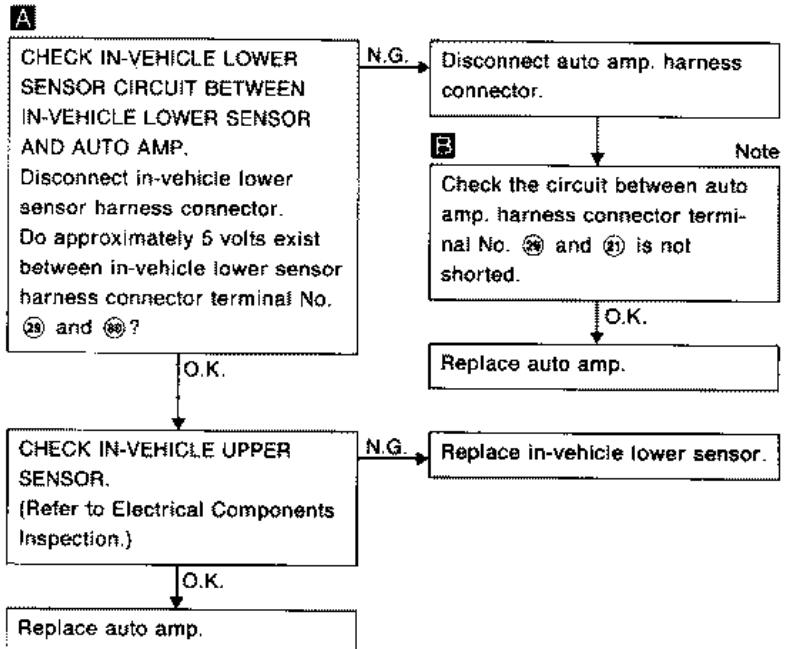 A
CHECK IN-VEHICLE LOWER
SENSOR CIRCUIT BETWEEN
IN-VEHICLE LOWER SENSOR
AND AUTO AMP.
Disconnect in-vehicle lower
sensor harness connector.
Do approximately 5 volts exist
between in-vehicle lower sensor
harness connector terminal No.
㉙ and ?
N.G.
Disconnect auto amp. harness
connector.
B
Note
Check the circuit between auto
amp. harness connector termi-
nal No. and ㉑ is not
shorted.
O.K.
Replace auto amp.
O.K.
CHECK IN-VEHICLE UPPER
SENSOR.
(Refer to Electrical Components
Inspection.)
N.G.
Replace in-vehicle lower sensor.
O.K.
Replace auto amp.